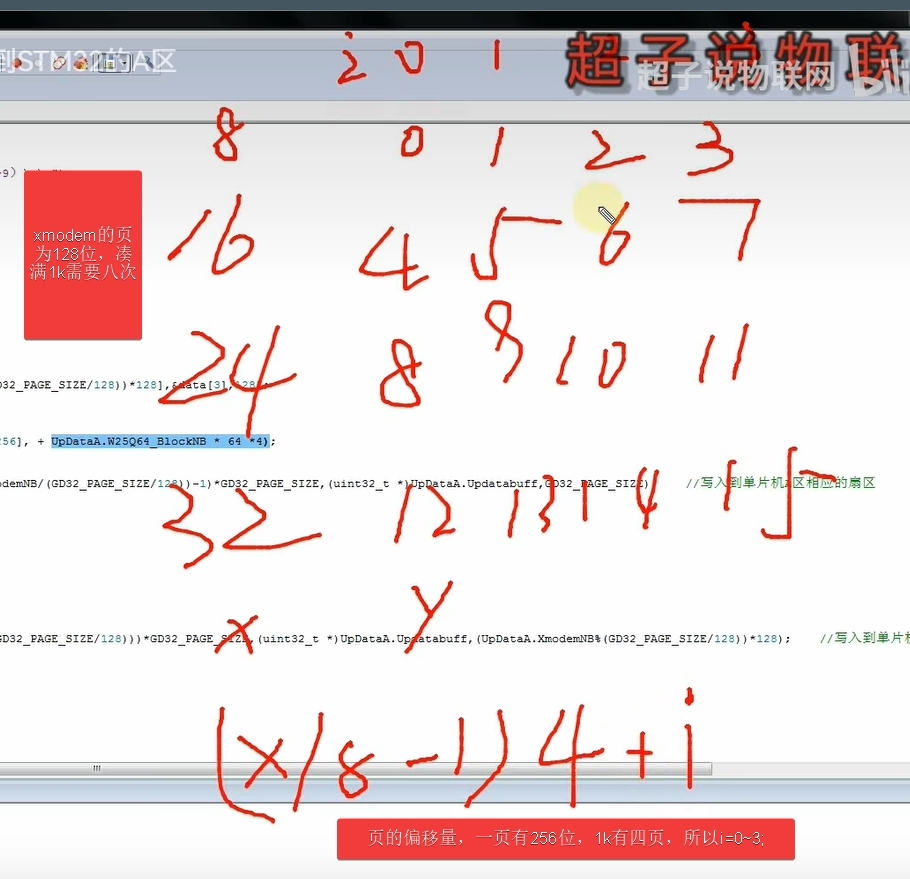 到STM32的A区
超子说物联
超子说物联网
i 0 1
8 0 1 2 3
9）
xmodem的页
为128位，凑
满1k需要八次
16 4 5 6 7
24 8 9 10 11
D32_PAGE_SIZE/128))*128],&data[3],128);
256], + UpDataA.W25Q64_BlockNB * 64 *4);
odemNB/(GD32_PAGE_SIZE/128))-1)*GD32_PAGE_SIZE,(uint32_t *)UpDataA.Updatabuff,GD32_PAGE_SIZE) //写入到单片机A区相应的扇区
32 12 13 14 15
x y
GD32_PAGE_SIZE/128)))*GD32_PAGE_SIZE,(uint32_t *)UpDataA.Updatabuff,(UpDataA.XmodemNB%(GD32_PAGE_SIZE/128))*128); //写入到单片机
(x/8-1)4+i
页的偏移量，一页有256位，1k有四页，所以i=0~3;